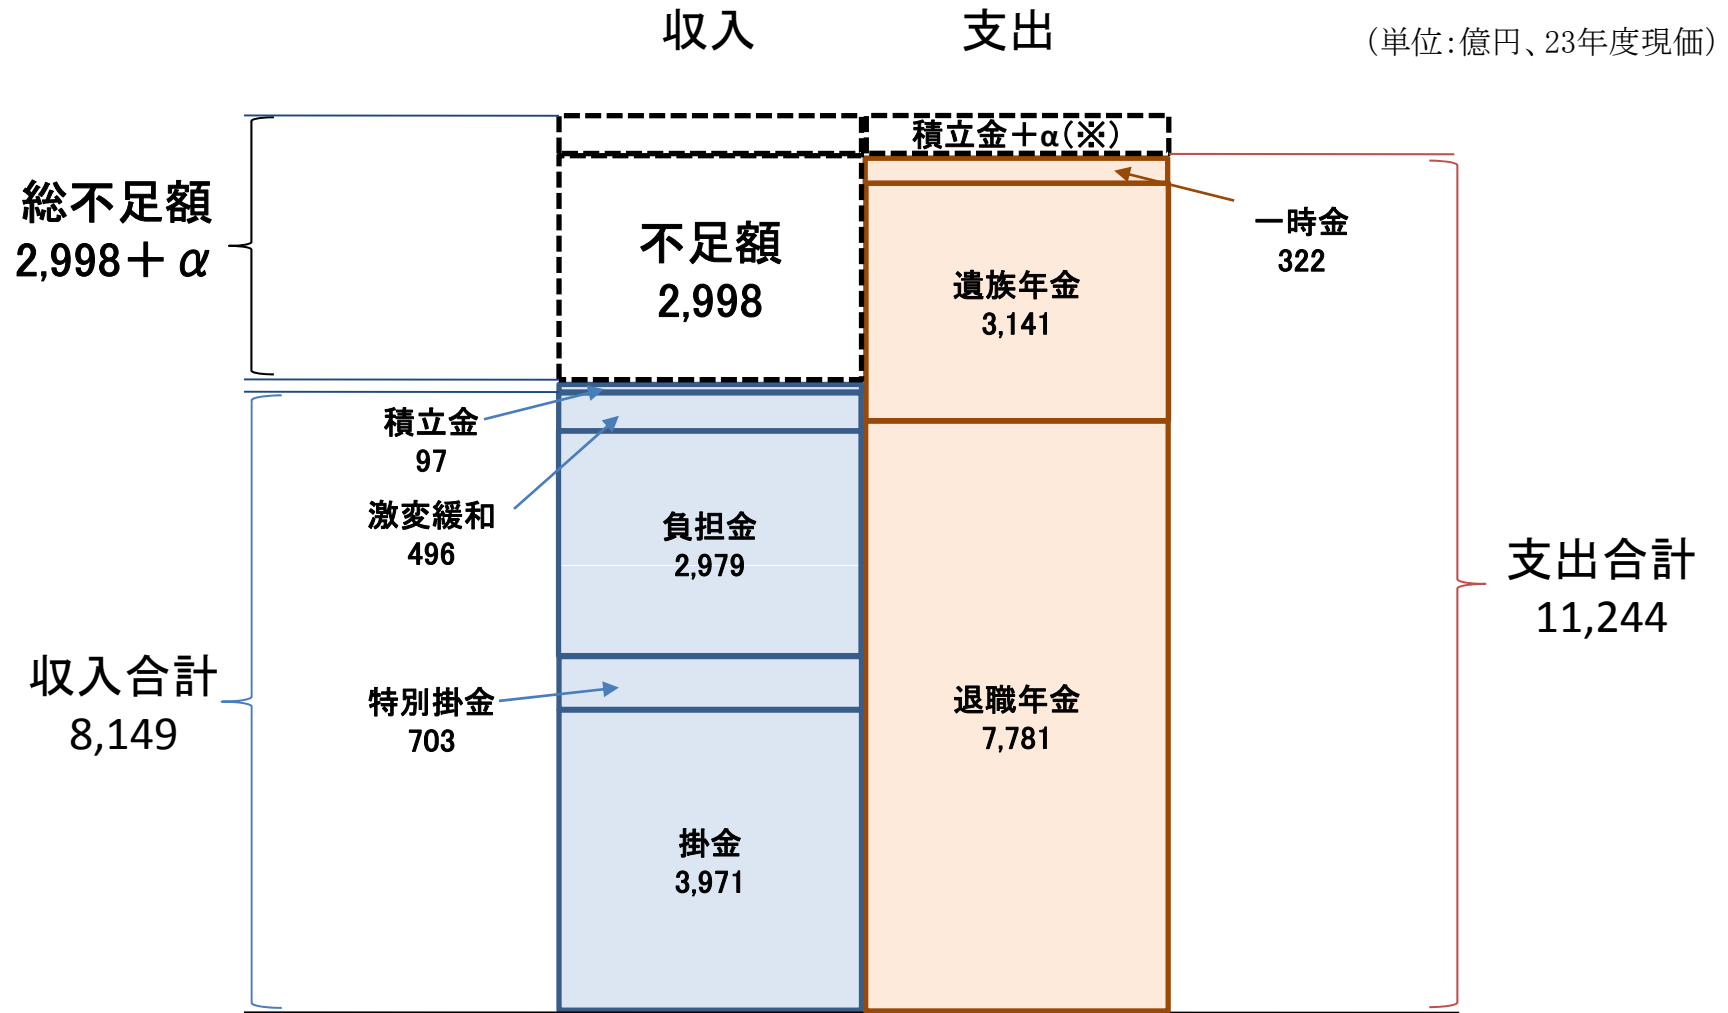 収入
支出
（単位：億円、23年度現価）
積立金＋α（※）
総不足額
2,998＋α
不足額
2,998
一時金
322
遺族年金
3,141
積立金
97
激変緩和
496
負担金
2,979
支出合計
11,244
収入合計
8,149
特別掛金
703
退職年金
7,781
掛金
3,971